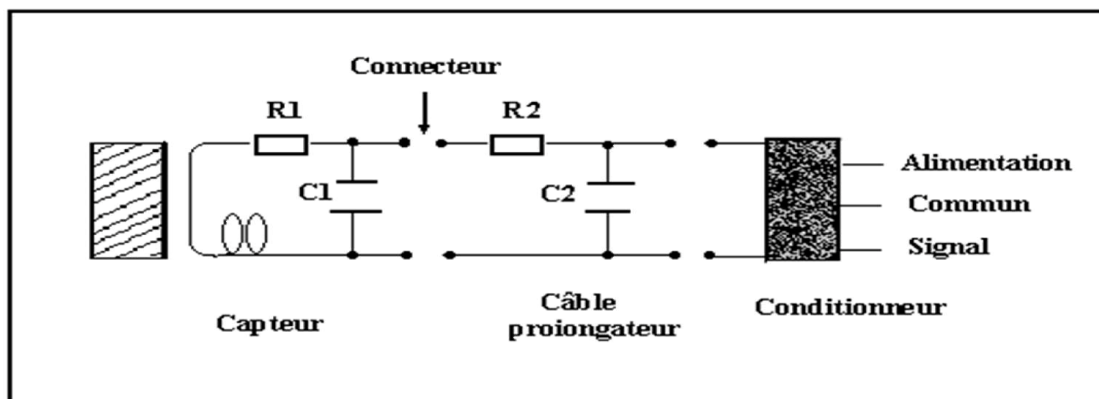 Connecteur
R1
R2
C1
C2
Alimentation
Commun
Signal
Capteur
Câble
proiongateur
Conditionneur